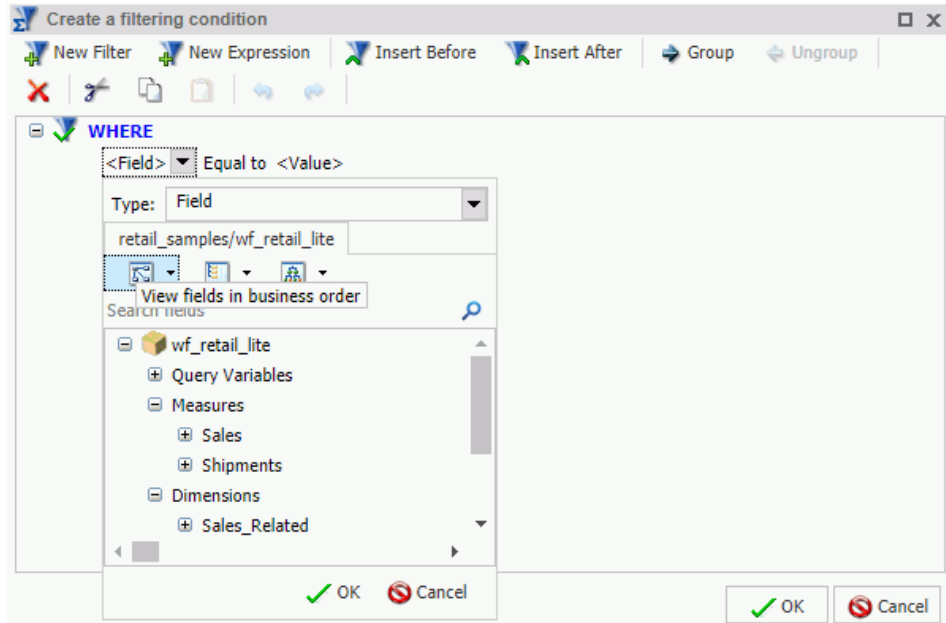 Create a filtering condition
New Filter New Expression Insert Before Insert After Group Ungroup
WHERE
<Field> Equal to <Value>
Type: Field
retail_samples/wf_retail_lite
View fields in business order
Search fields
wf_retail_lite
Query Variables
Measures
Sales
Shipments
Dimensions
Sales_Related
OK Cancel
OK Cancel